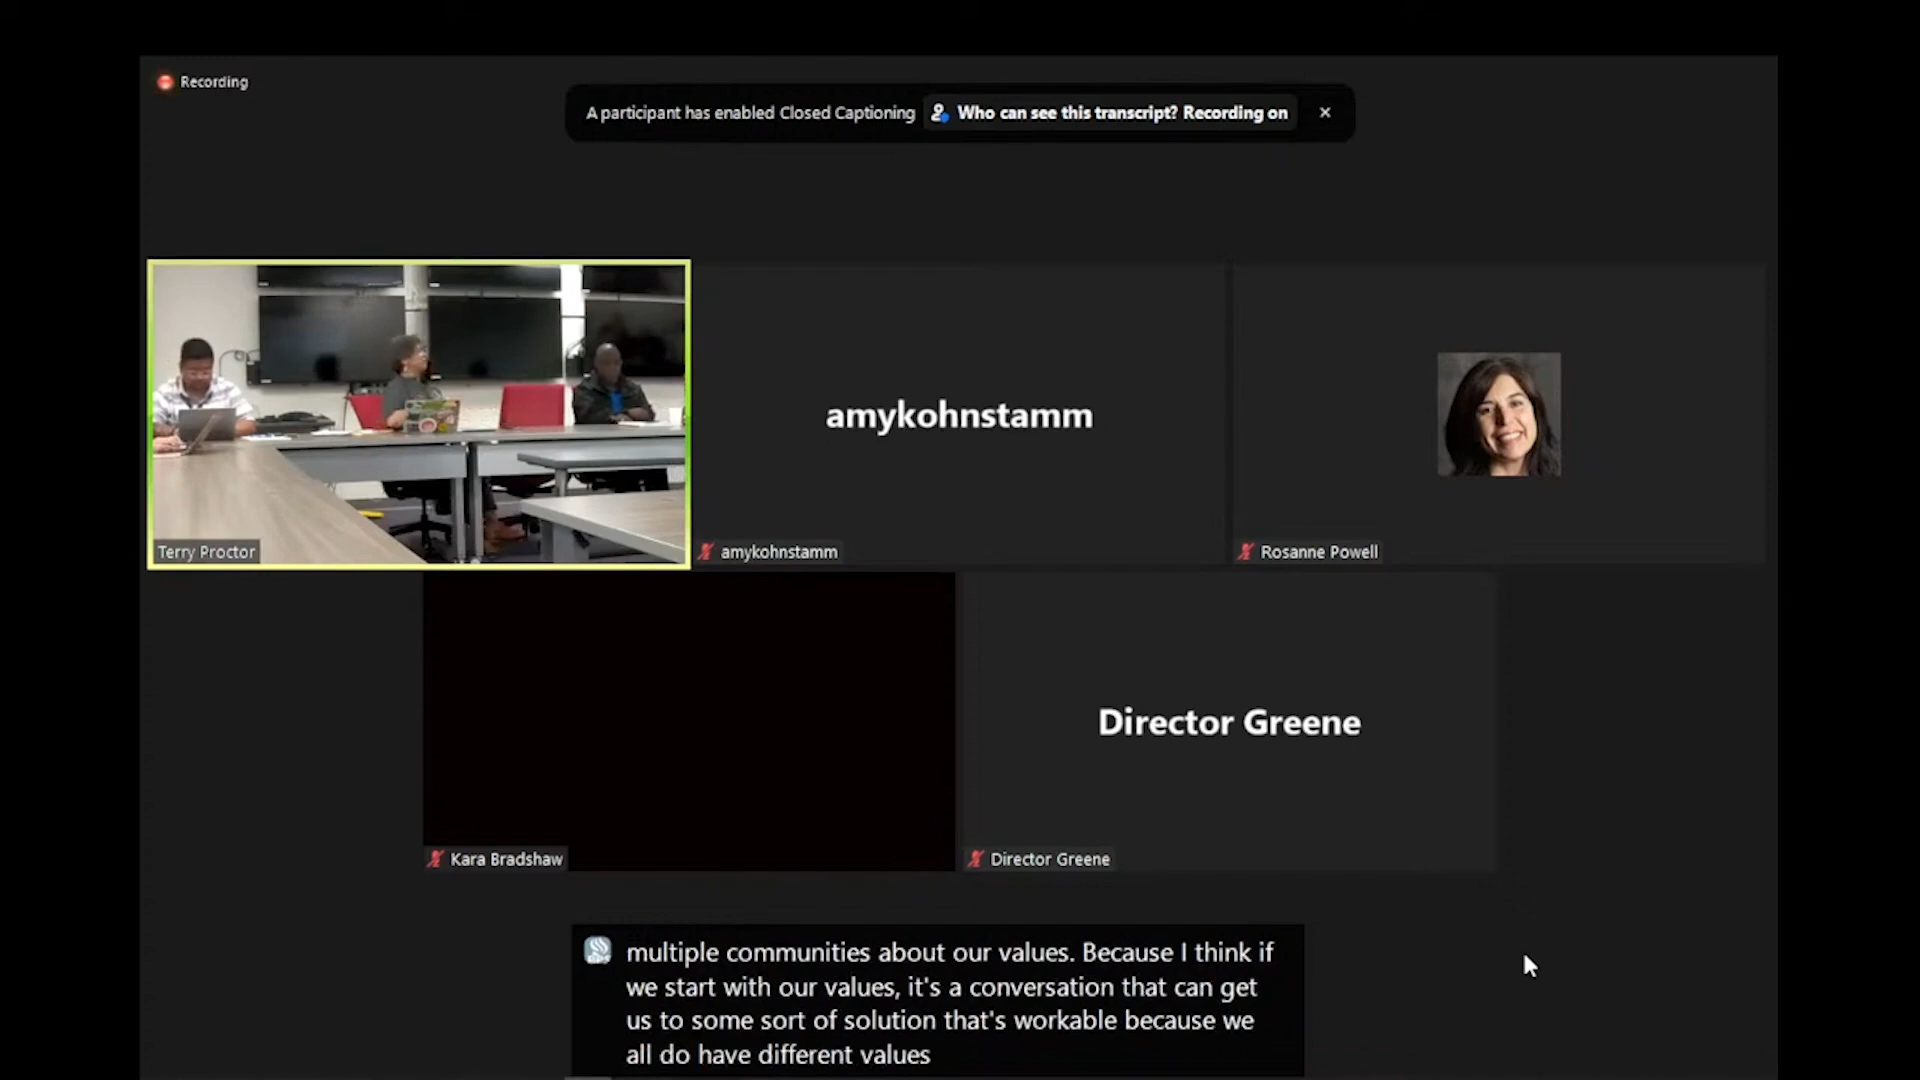 Recording
A participant has enabled Closed Captioning Who can see this transcript? Recording on
amykohnstamm
Terry Proctor
amykohnstamm
Rosanne Powell
Director Greene
Kara Bradshaw
Director Greene
multiple communities about our values. Because I think if
we start with our values, it's a conversation that can get
us to some sort of solution that's workable because we
all do have different values